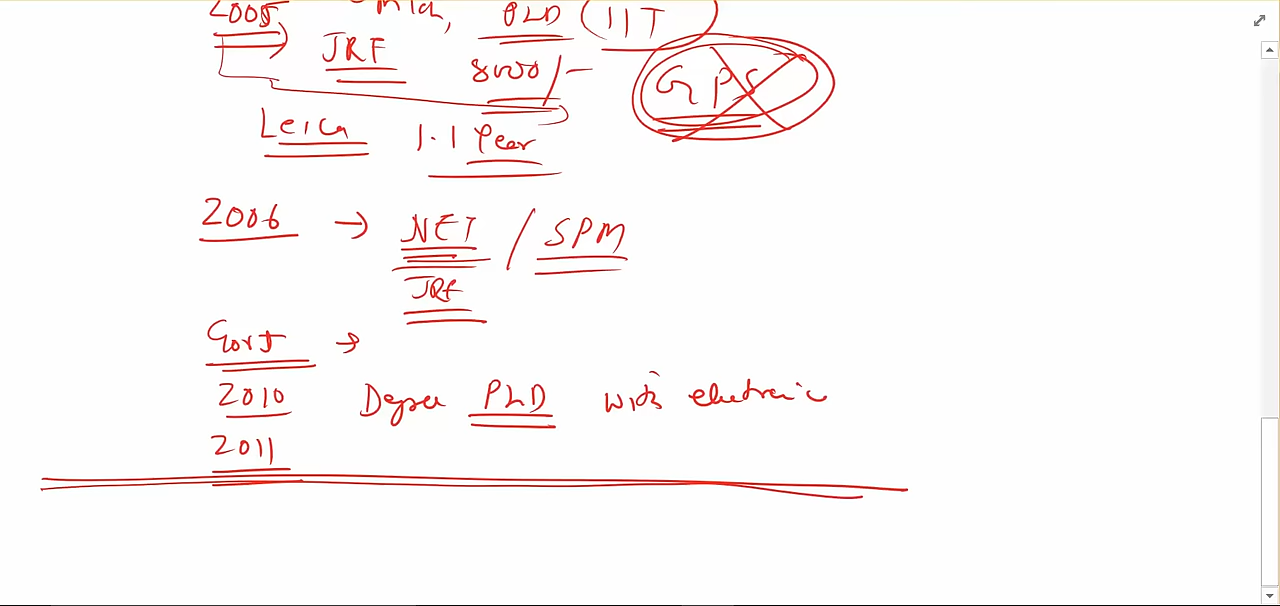 2005 PhD (IIT
JRF 8000/- GPS
Leica 1.1 Year
2006 → NET / SPM
JRF
Govt →
2010 Degree PhD with electronic
2011